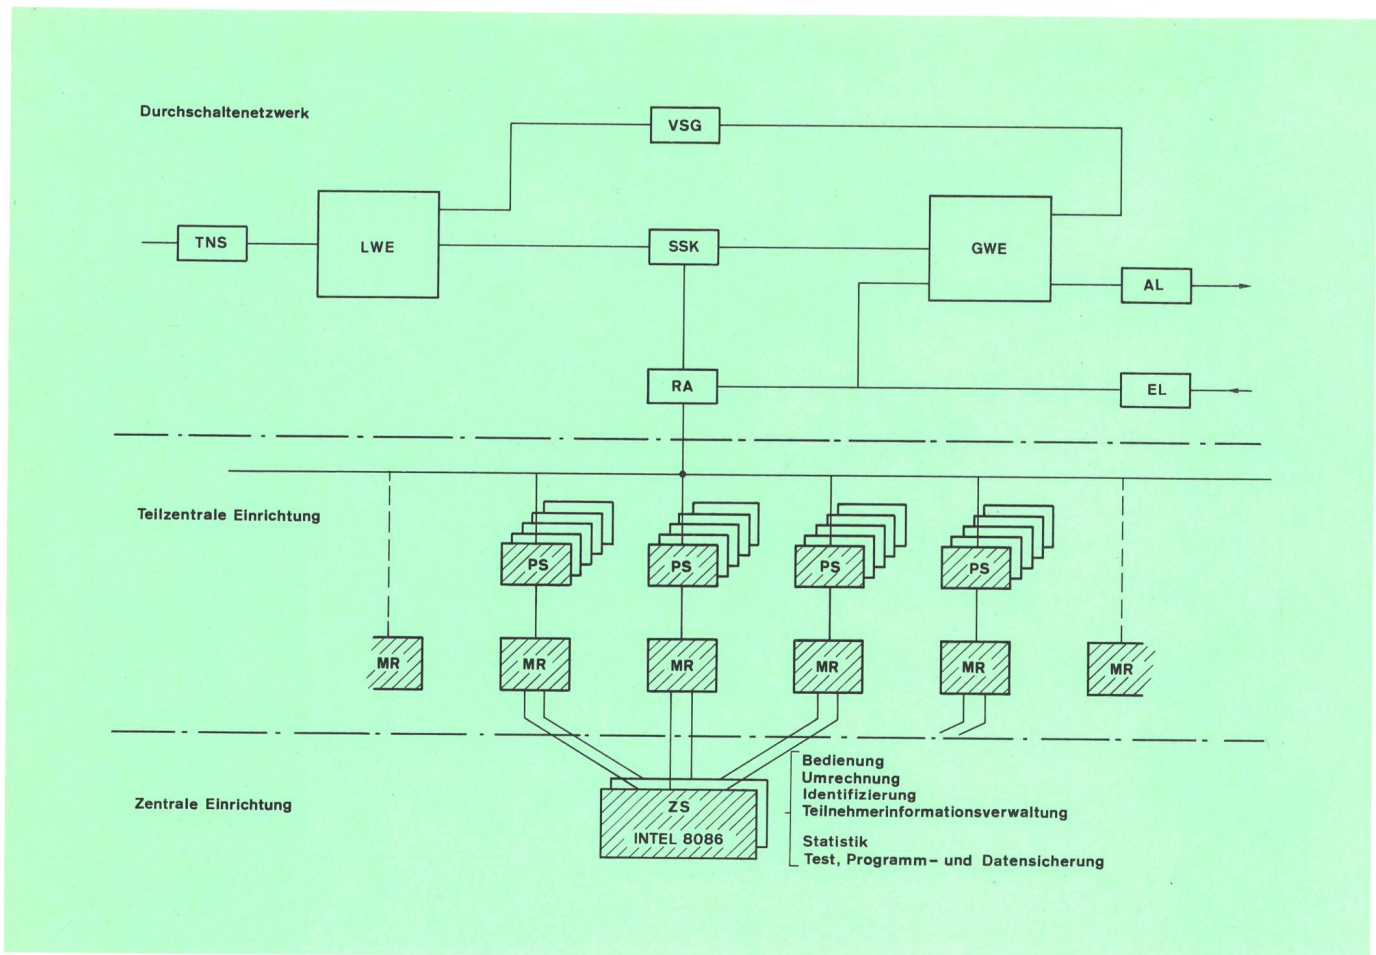 Durchschaltenetzwerk
VSG
TNS
LWE
SSK
GWE
AL
RA
EL
Teilzentrale Einrichtung
PS
PS
PS
PS
MR
MR
MR
MR
MR
MR
Zentrale Einrichtung
ZS
INTEL 8086
Bedienung
Umrechnung
Identifizierung
Teilnehmerinformationsverwaltung
Statistik
Test, Programm- und Datensicherung